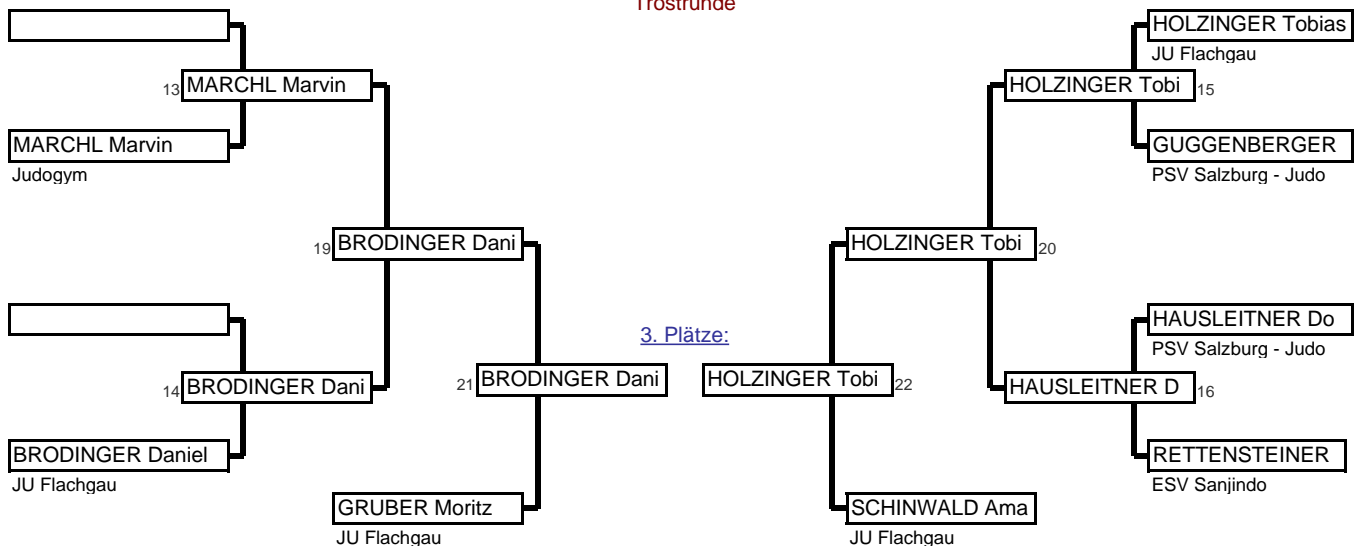 Trostrunde
HOLZINGER Tobias
JU Flachgau
13 MARCHL Marvin
HOLZINGER Tobi 15
MARCHL Marvin
Judogym
GUGGENBERGER
PSV Salzburg - Judo
19 BRODINGER Dani
HOLZINGER Tobi 20
HAUSLEITNER Do
PSV Salzburg - Judo
3. Plätze:
14 BRODINGER Dani
21 BRODINGER Dani
HOLZINGER Tobi 22
HAUSLEITNER D 16
BRODINGER Daniel
JU Flachgau
RETTENSTEINER
ESV Sanjindo
GRUBER Moritz
JU Flachgau
SCHINWALD Ama
JU Flachgau